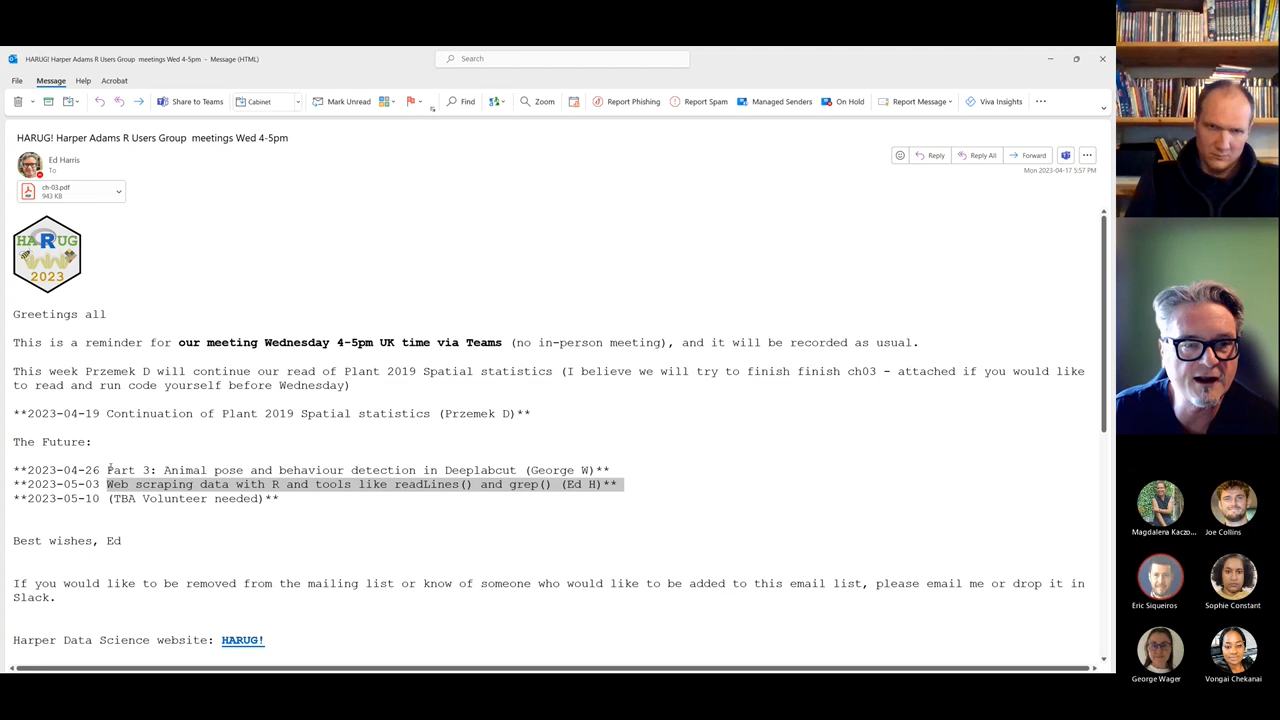 HARUG! Harper Adams R Users Group  meetings Wed 4-5pm  -  Message (HTML)
Search
File Message Help Acrobat
Share to Teams Cabinet Mark Unread Find Zoom Report Phishing Report Spam Managed Senders On Hold Report Message Viva Insights
HARUG! Harper Adams R Users Group  meetings Wed 4-5pm
Ed Harris
To
Reply Reply All Forward
Mon 2023-04-17 5:57 PM
ch-03.pdf
943 KB
HARUG
2023
Greetings all
This is a reminder for our meeting Wednesday 4-5pm UK time via Teams (no in-person meeting), and it will be recorded as usual.
This week Przemek D will continue our read of Plant 2019 Spatial statistics (I believe we will try to finish finish ch03 - attached if you would like
to read and run code yourself before Wednesday)
**2023-04-19 Continuation of Plant 2019 Spatial statistics (Przemek D)**
The Future:
**2023-04-26 Part 3: Animal pose and behaviour detection in Deeplabcut (George W)**
**2023-05-03 Web scraping data with R and tools like readLines() and grep() (Ed H)**
**2023-05-10 (TBA Volunteer needed)**
Best wishes, Ed
If you would like to be removed from the mailing list or know of someone who would like to be added to this email list, please email me or drop it in
Slack.
Harper Data Science website: HARUG!
Magdalena Kaczo... Joe Collins
Eric Siqueiros Sophie Constant
George Wager Vongai Chekanai